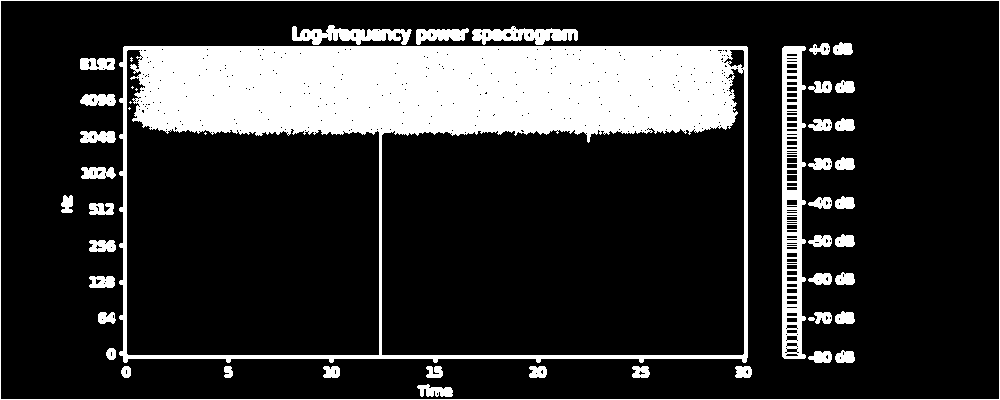 Log-frequency power spectrogram
8192
4096
2048
1024
512
256
128
64
0
Hz
0 5 10 15 20 25 30
Time
+0 dB
-10 dB
-20 dB
-30 dB
-40 dB
-50 dB
-60 dB
-70 dB
-80 dB